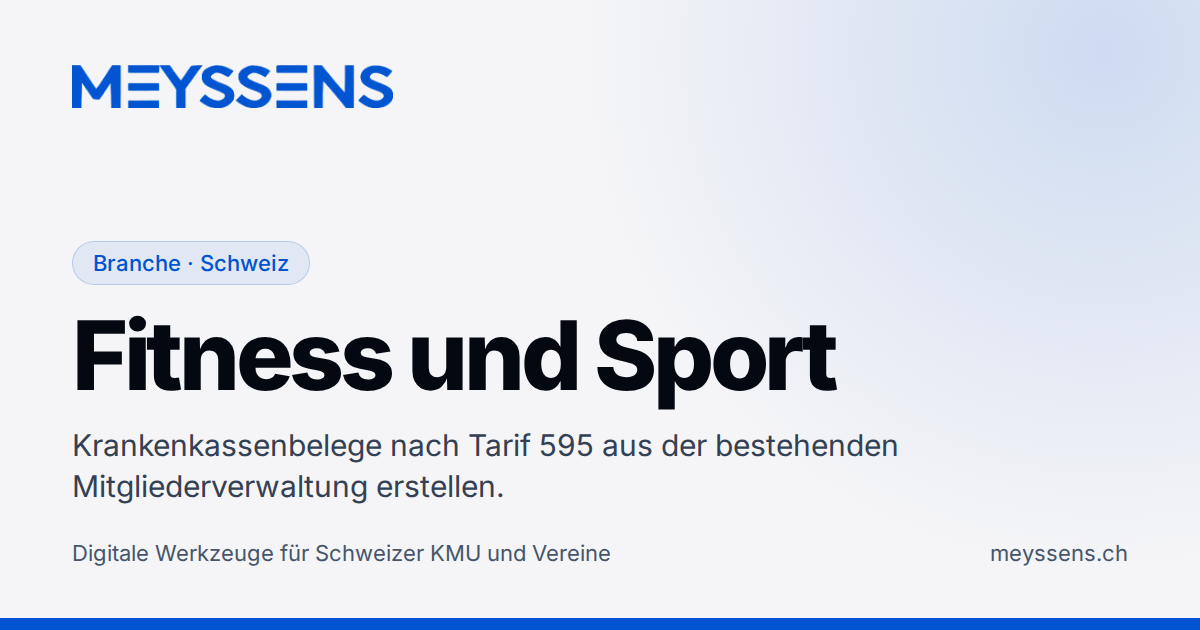 MEYSSENS
Branche · Schweiz
Fitness und Sport
Krankenkassenbelege nach Tarif 595 aus der bestehenden
Mitgliederverwaltung erstellen.
Digitale Werkzeuge für Schweizer KMU und Vereine
meyssens.ch